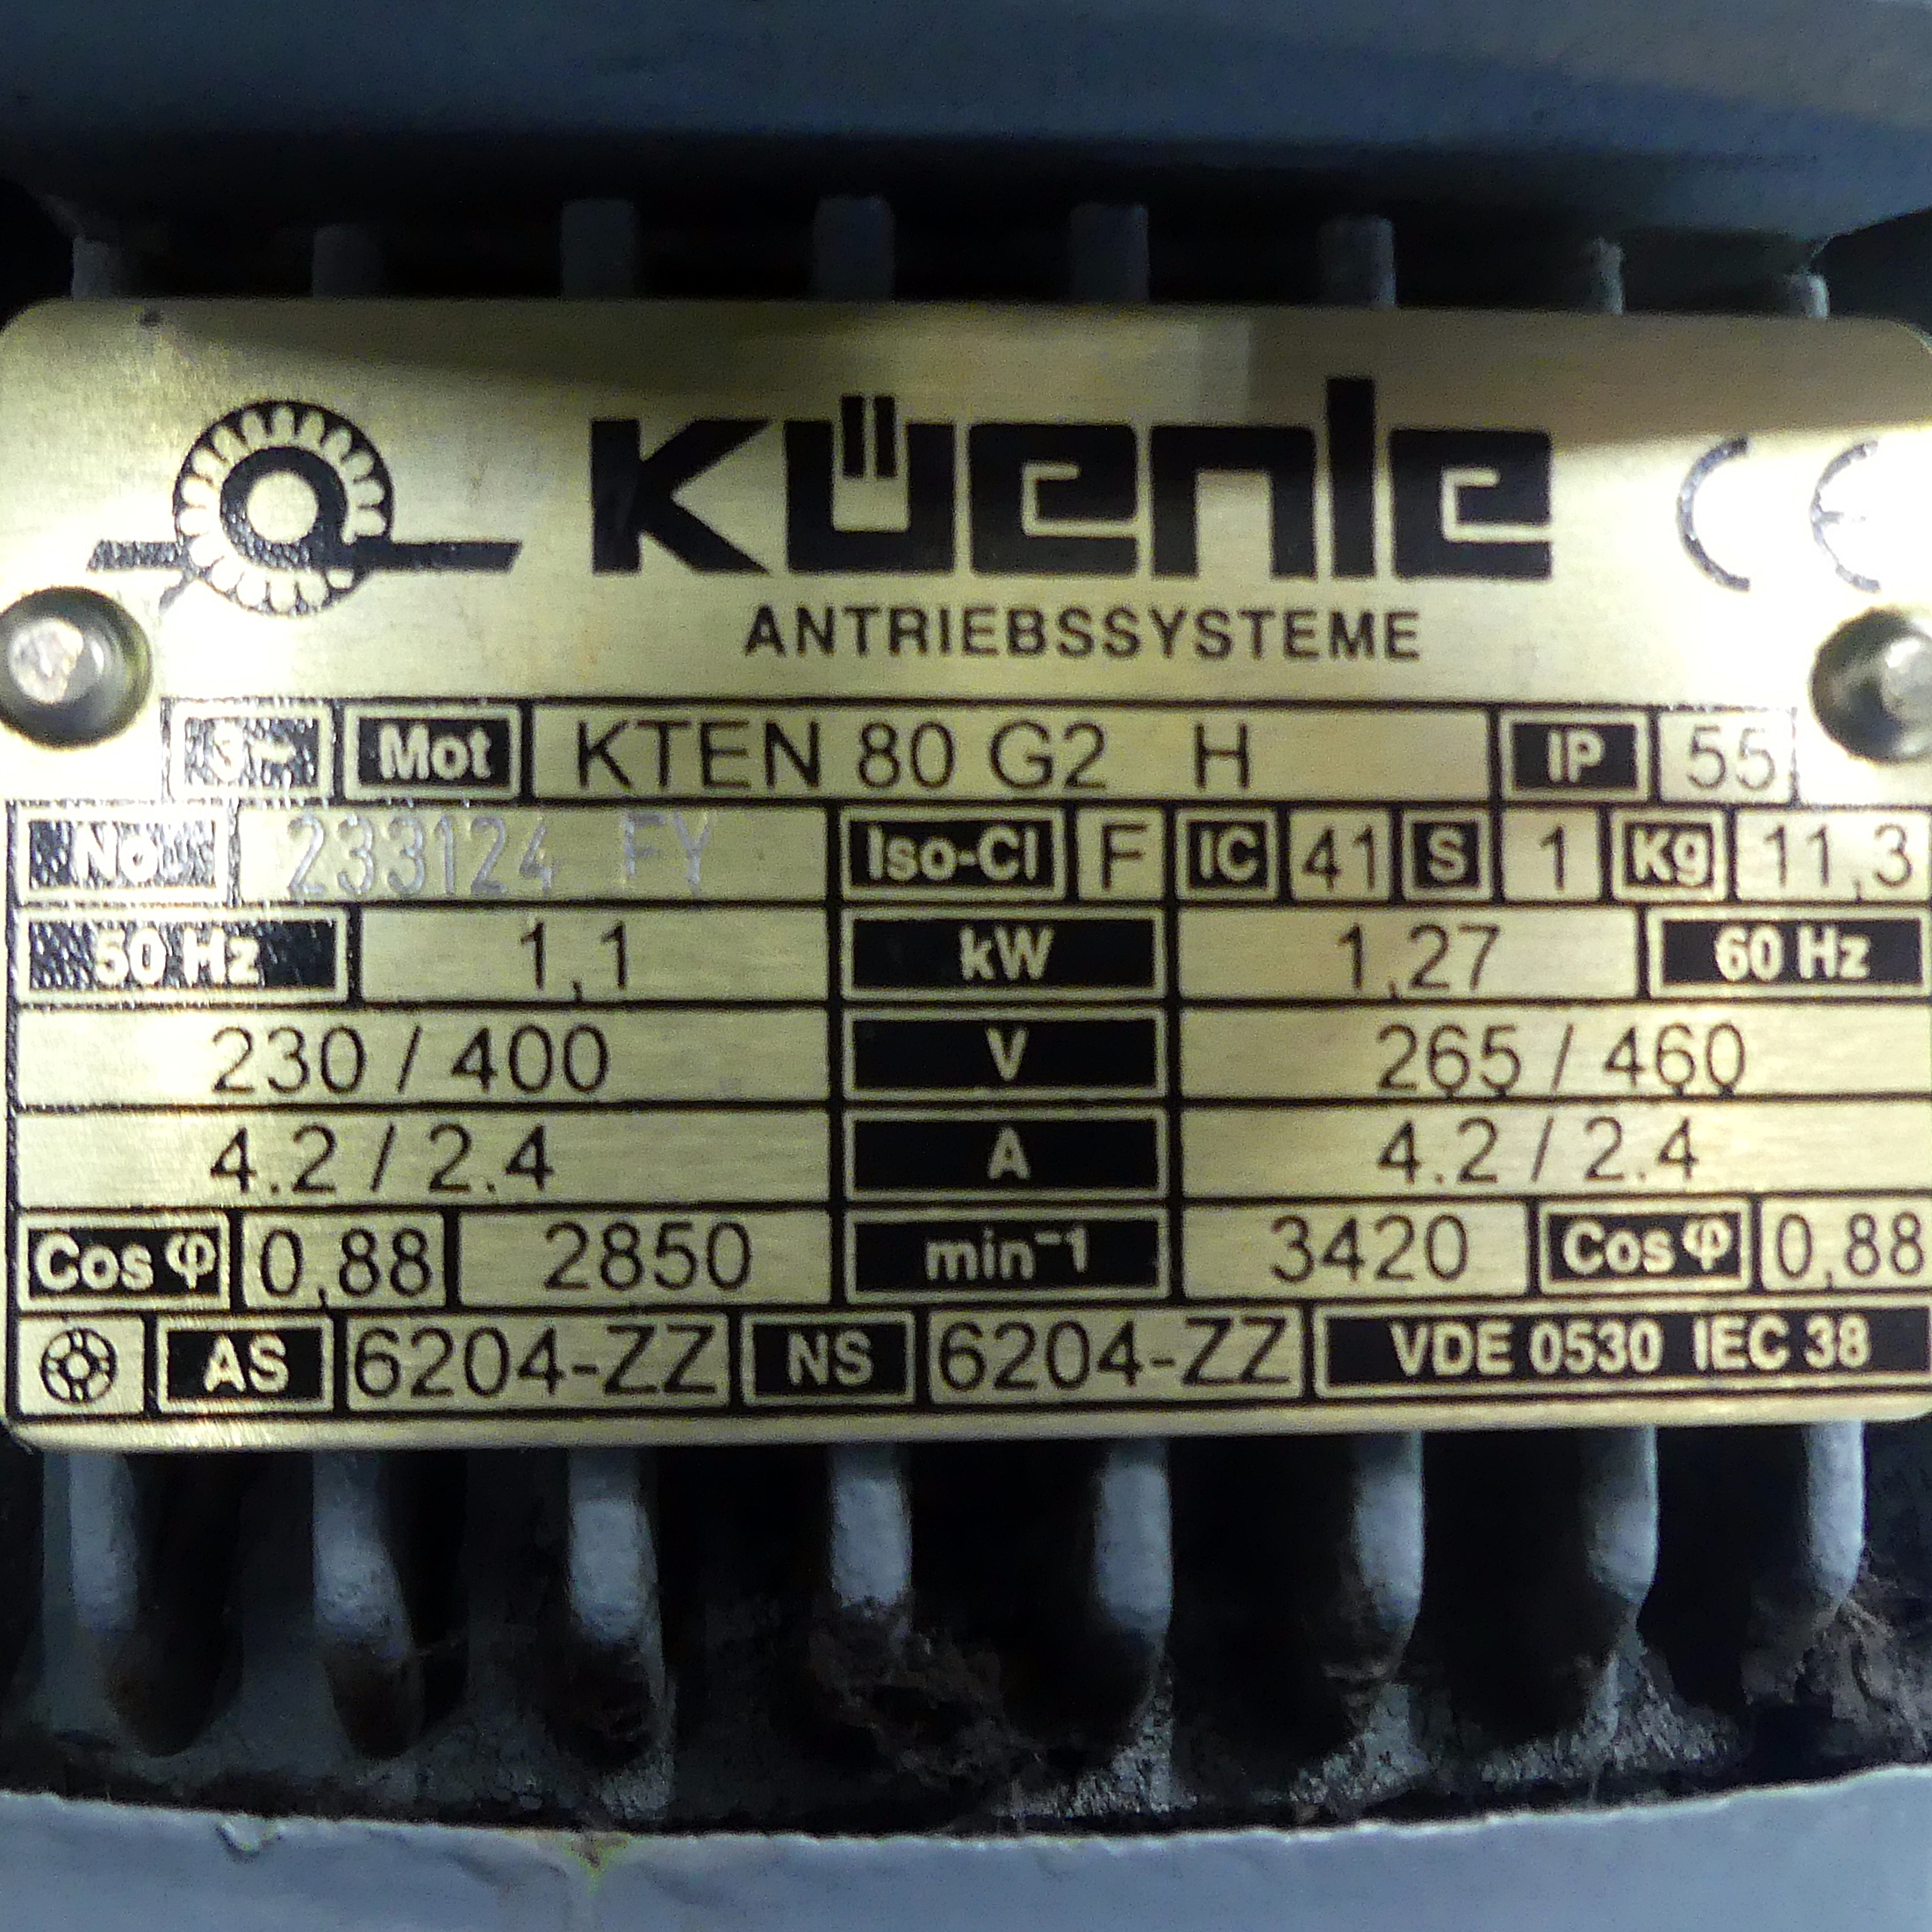 Küenle CE
ANTRIEBSSYSTEME
3~ Mot KTEN 80 G2 H IP 55
No. 233124 FY Iso-Cl F IC 41 S 1 Kg 11,3
50 Hz 1,1 kW 1,27 60 Hz
230 / 400 V 265 / 460
4.2 / 2.4 A 4.2 / 2.4
Cos φ 0,88 2850 min⁻¹ 3420 Cos φ 0,88
AS 6204-ZZ NS 6204-ZZ VDE 0530 IEC 38